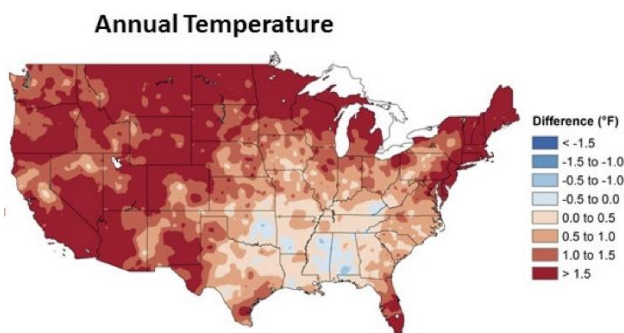 Annual Temperature
Difference (°F)
< -1.5
-1.5 to -1.0
-0.5 to -1.0
-0.5 to 0.0
0.0 to 0.5
0.5 to 1.0
1.0 to 1.5
> 1.5